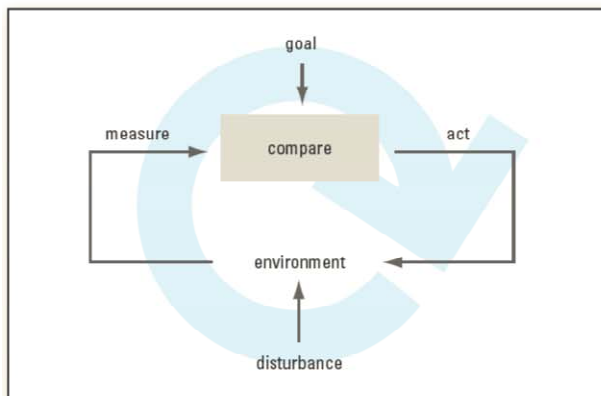 goal
measure
act
compare
environment
disturbance